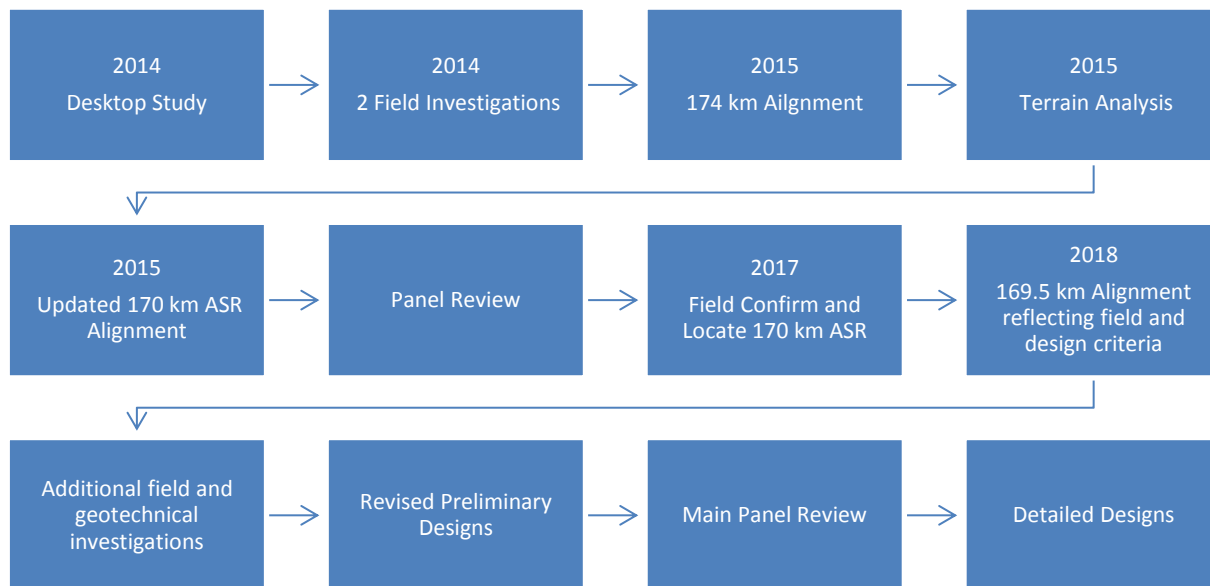 2014
Desktop Study
2014
2 Field Investigations
2015
174 km Ailgnment
2015
Terrain Analysis
2015
Updated 170 km ASR
Alignment
Panel Review
2017
Field Confirm and
Locate 170 km ASR
2018
169.5 km Alignment
reflecting field and
design criteria
Additional field and
geotechnical
investigations
Revised Preliminary
Designs
Main Panel Review
Detailed Designs